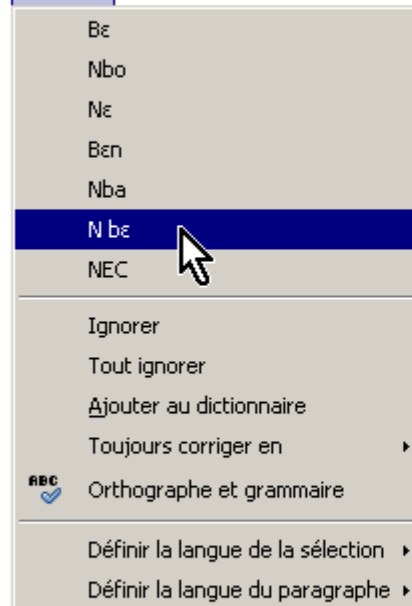 Bɛ
Nbo
Nɛ
Bɛn
Nba
N bɛ
NEC
Ignorer
Tout ignorer
Ajouter au dictionnaire
Toujours corriger en
ABC Orthographe et grammaire
Définir la langue de la sélection
Définir la langue du paragraphe